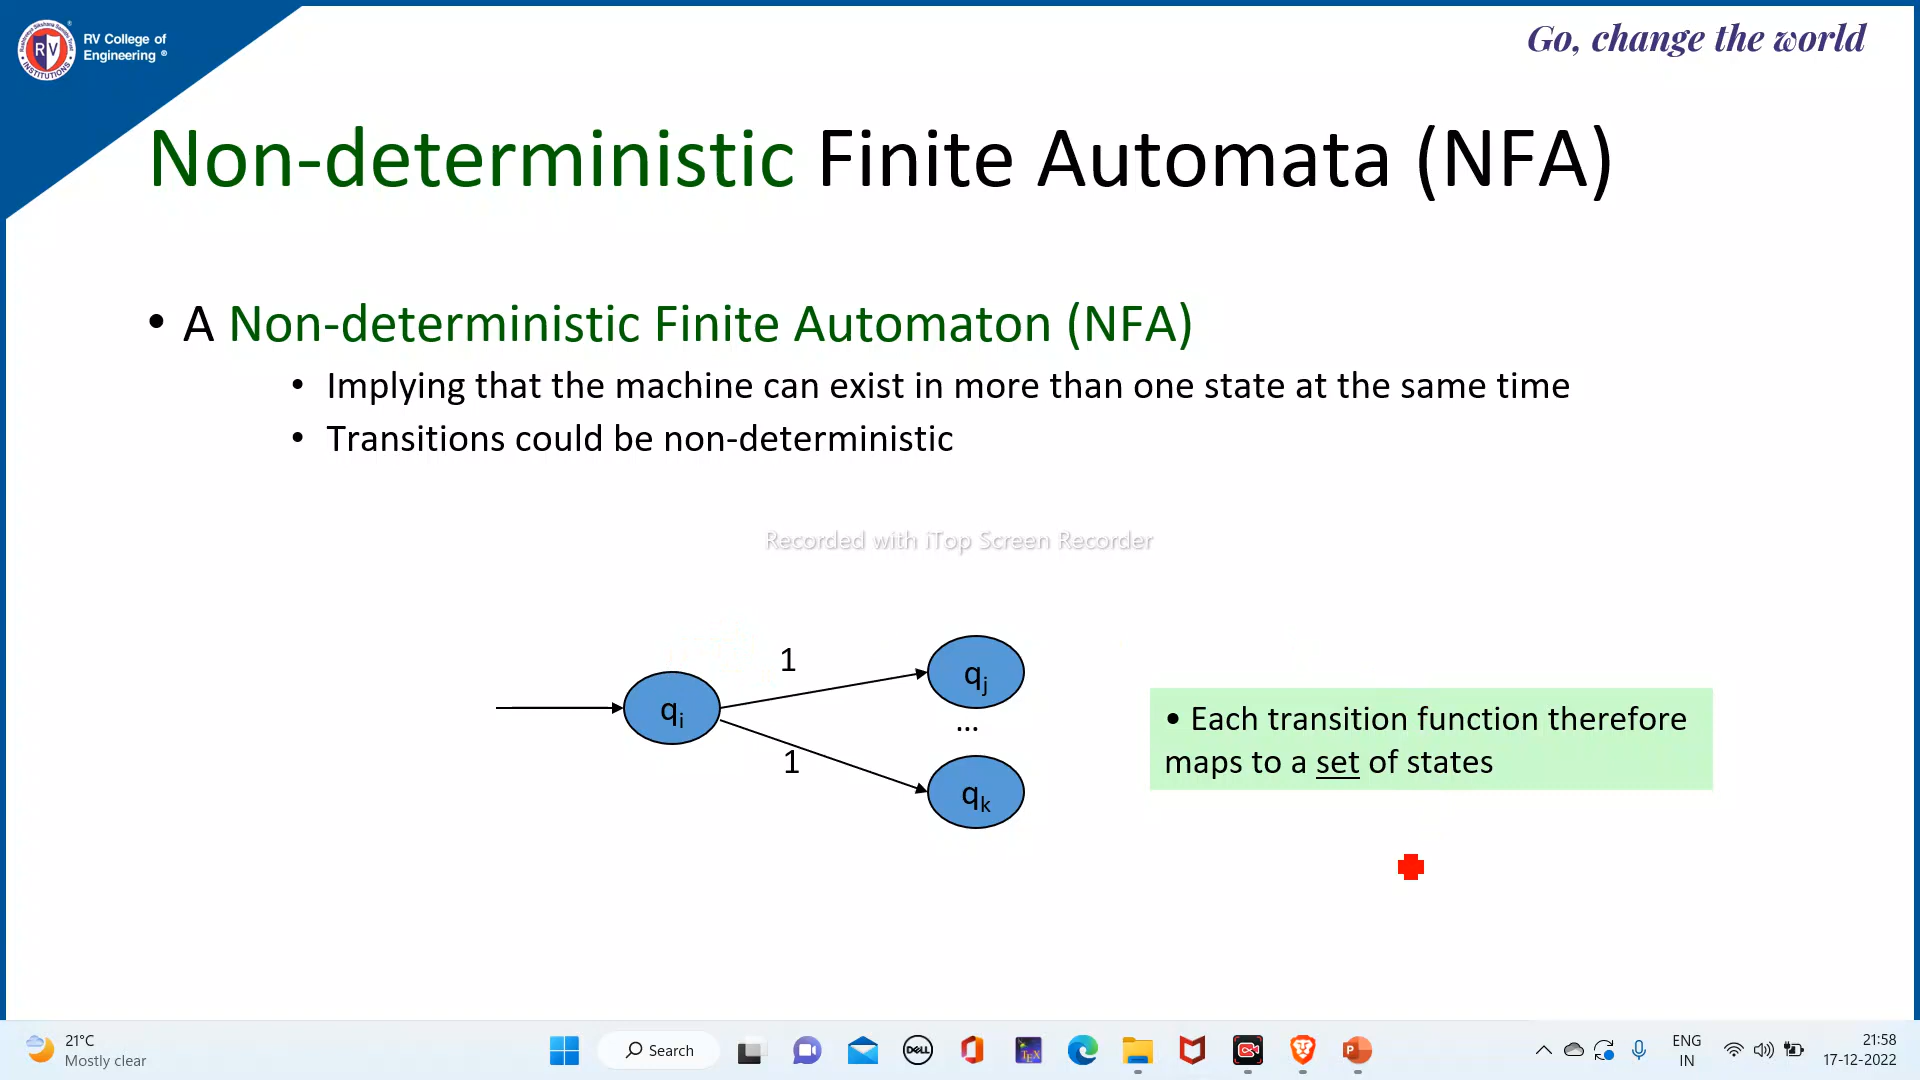 RV College of
Engineering ®
Go, change the world
Non-deterministic Finite Automata (NFA)
• A Non-deterministic Finite Automaton (NFA)
• Implying that the machine can exist in more than one state at the same time
• Transitions could be non-deterministic
Recorded with iTop Screen Recorder
1
qj
qi
...
1
qk
• Each transition function therefore
maps to a set of states
21°C
Mostly clear
Search
DELL
TEX
ENG
IN
21:58
17-12-2022